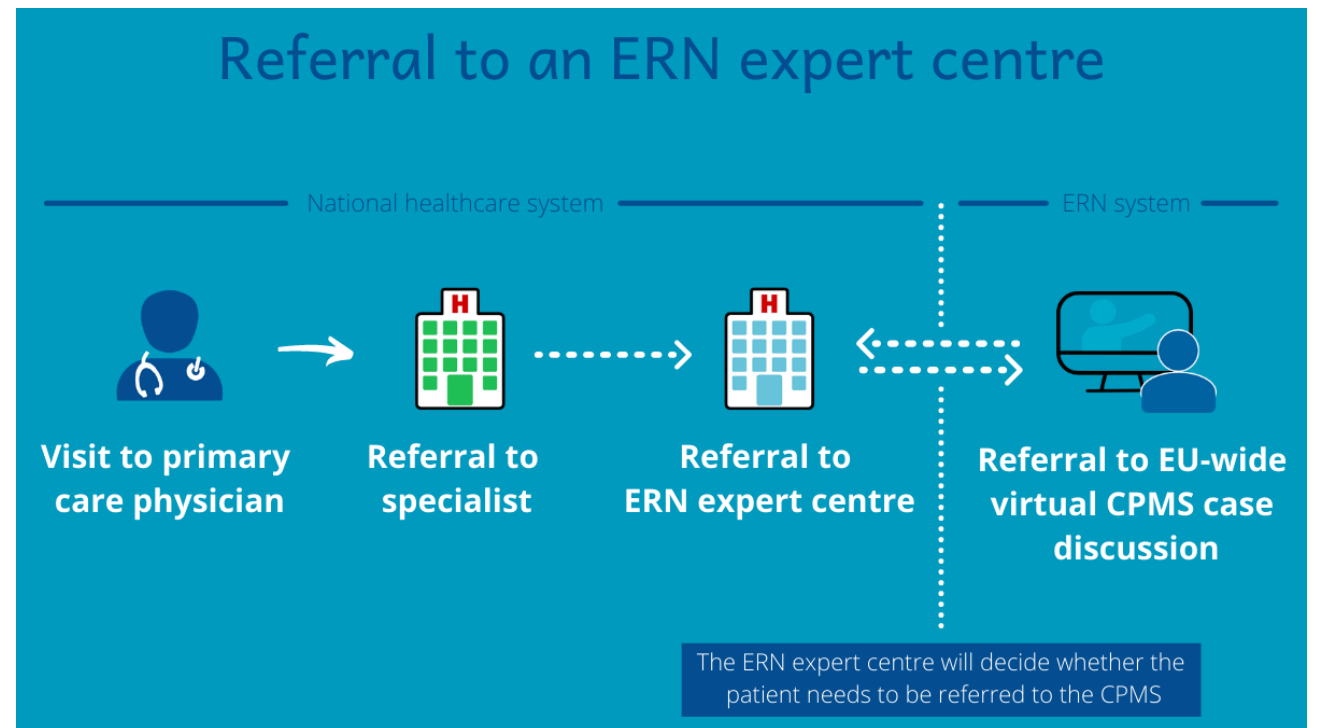 Referral to an ERN expert centre
National healthcare system
ERN system
H
H
Visit to primary
care physician
Referral to
specialist
Referral to
ERN expert centre
Referral to EU-wide
virtual CPMS case
discussion
The ERN expert centre will decide whether the
patient needs to be referred to the CPMS